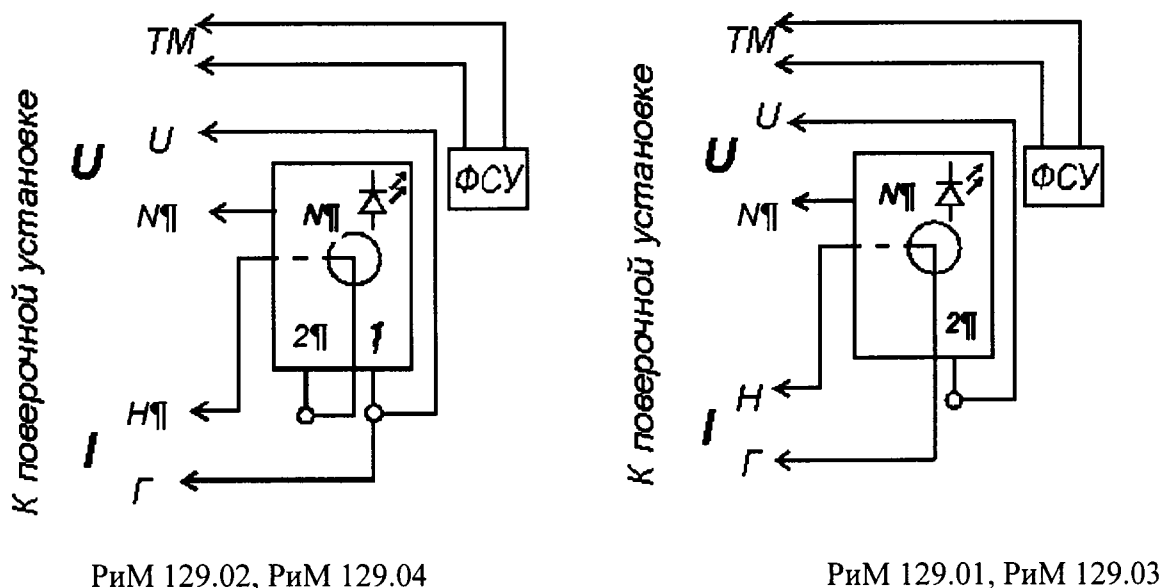 К поверочной установке
ТМ
U
U
ФСУ
N¶
N¶
2¶ 1
Н¶
I
Г
РиМ 129.02, РиМ 129.04
К поверочной установке
ТМ
U
U
ФСУ
N¶
N¶
2¶
Н
I
Г
РиМ 129.01, РиМ 129.03